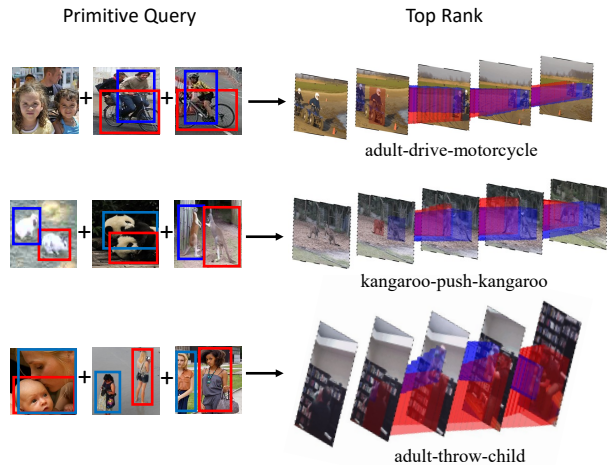 Primitive Query
Top Rank
+ +
adult-drive-motorcycle
+ +
kangaroo-push-kangaroo
+ +
adult-throw-child